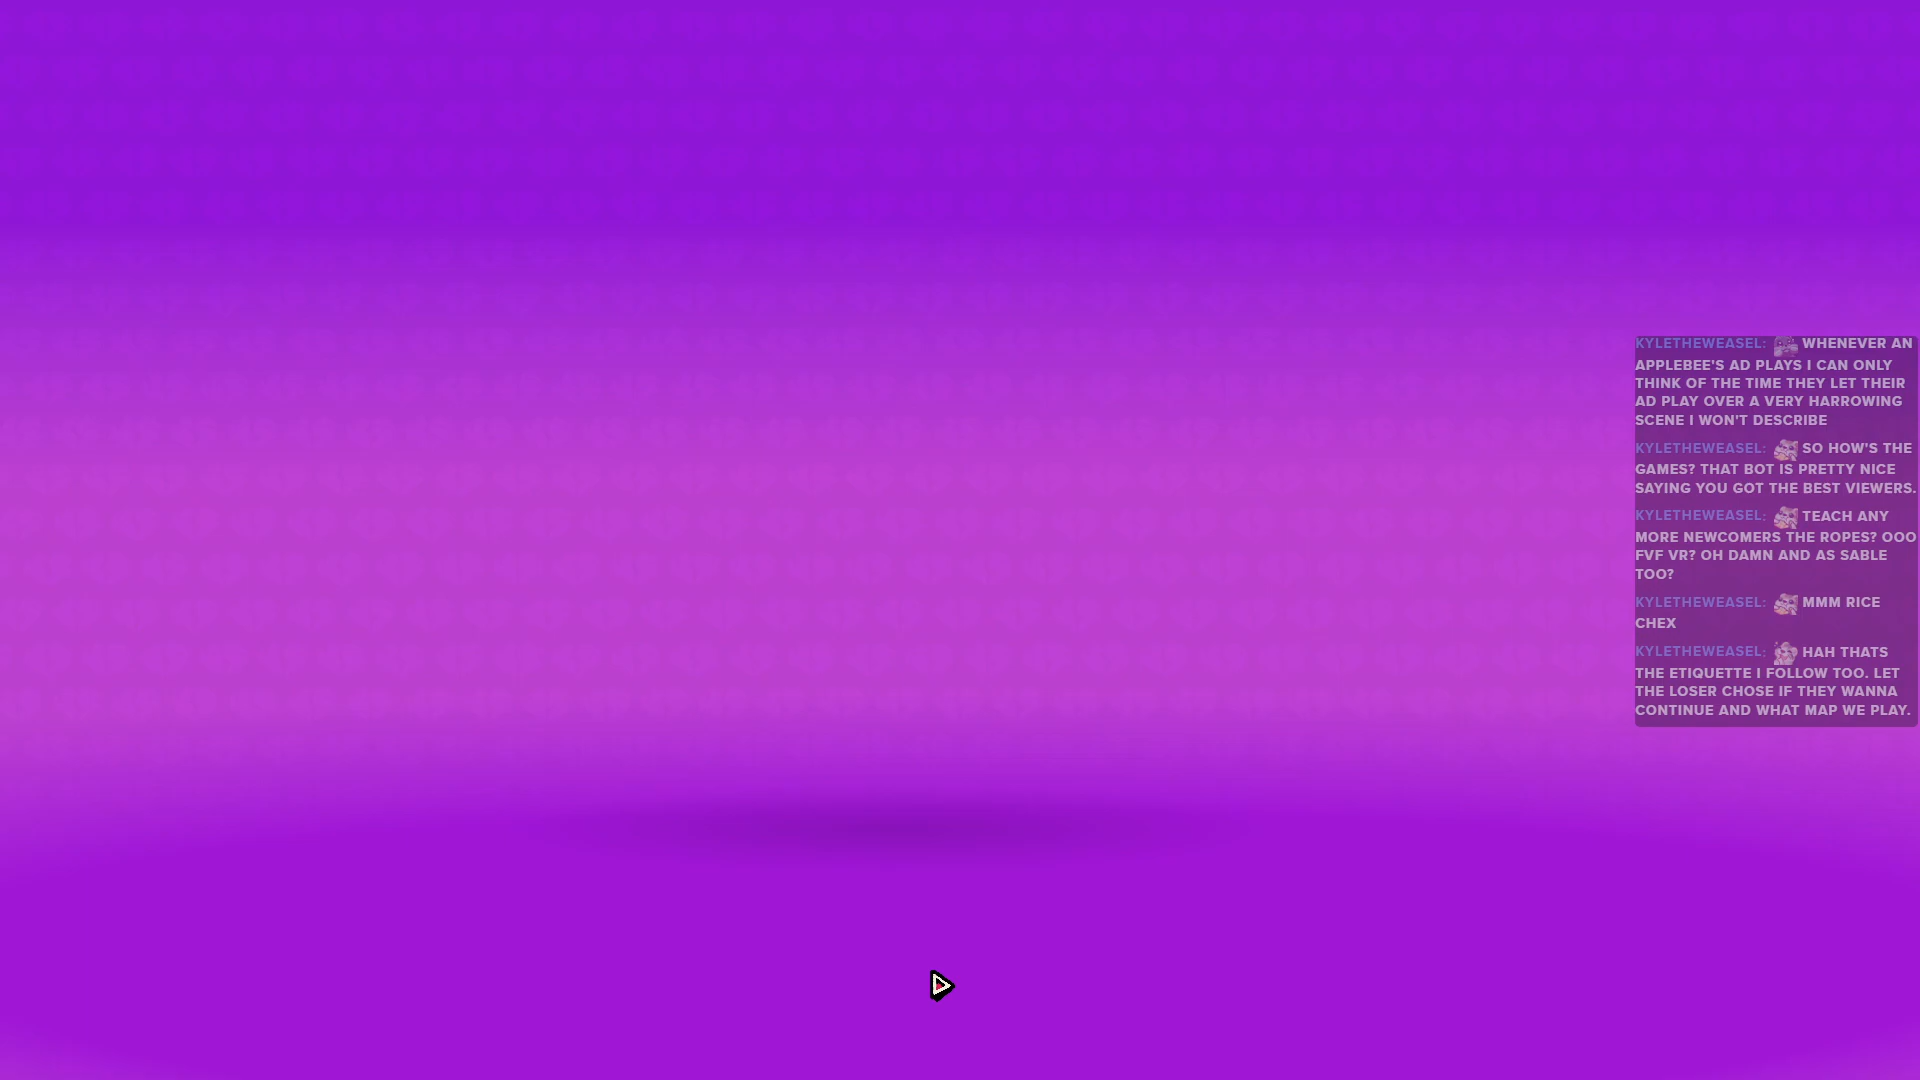 KYLETHEWEASEL: WHENEVER AN
APPLEBEE'S AD PLAYS I CAN ONLY
THINK OF THE TIME THEY LET THEIR
AD PLAY OVER A VERY HARROWING
SCENE I WON'T DESCRIBE
KYLETHEWEASEL: SO HOW'S THE
GAMES? THAT BOT IS PRETTY NICE
SAYING YOU GOT THE BEST VIEWERS.
KYLETHEWEASEL: TEACH ANY
MORE NEWCOMERS THE ROPES? OOO
FVF VR? OH DAMN AND AS SABLE
TOO?
KYLETHEWEASEL: MMM RICE
CHEX
KYLETHEWEASEL: HAH THATS
THE ETIQUETTE I FOLLOW TOO. LET
THE LOSER CHOSE IF THEY WANNA
CONTINUE AND WHAT MAP WE PLAY.